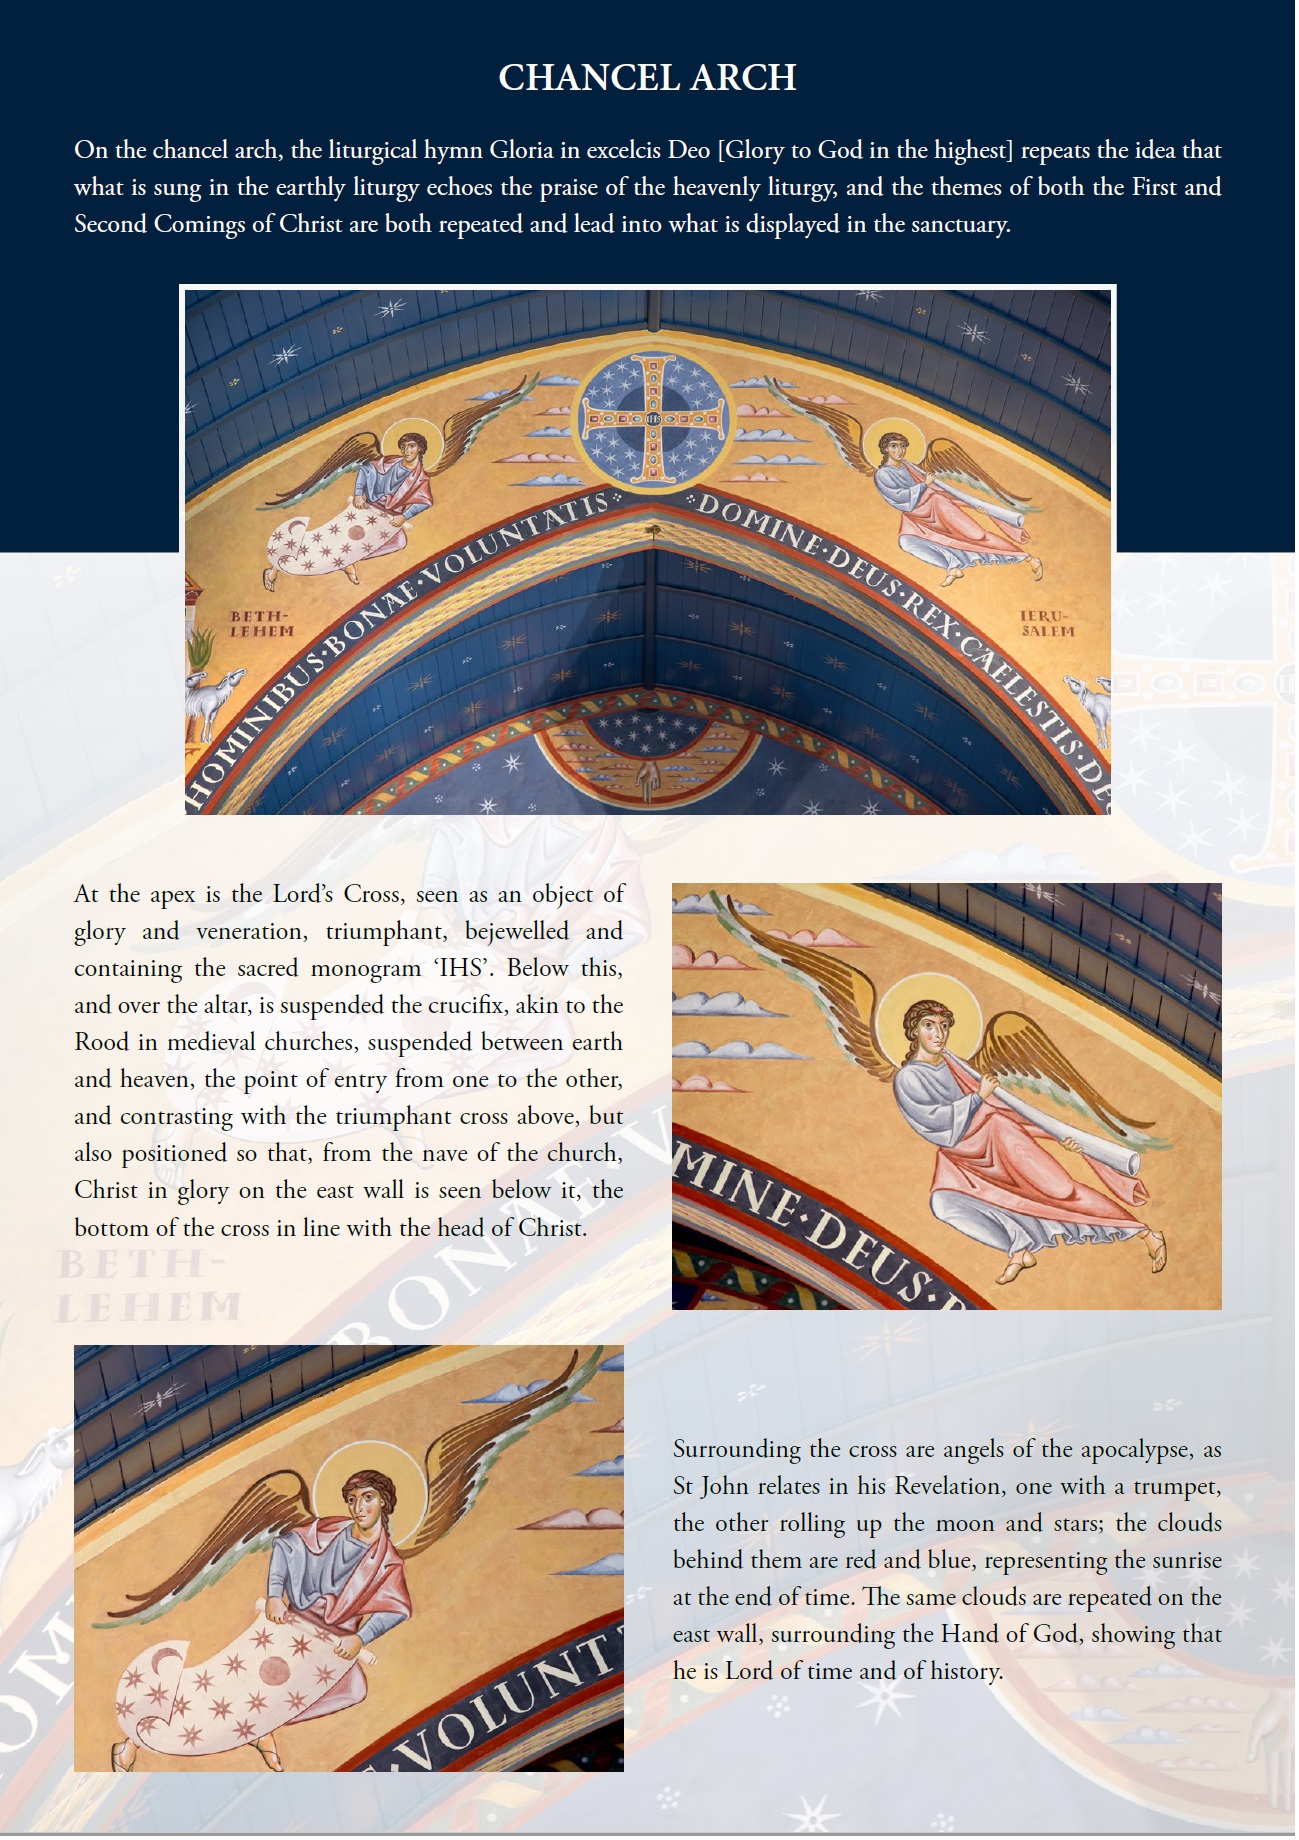 CHANCEL ARCH
On the chancel arch, the liturgical hymn Gloria in excelcis Deo [Glory to God in the highest] repeats the idea that
what is sung in the earthly liturgy echoes the praise of the heavenly liturgy, and the themes of both the First and
Second Comings of Christ are both repeated and lead into what is displayed in the sanctuary.
IHS
HOMINIBUS·BONAE·VOLUNTATIS
DOMINE·DEUS·REX·CAELESTIS·DE
BETH-
LEHEM
IERU-
SALEM
At the apex is the Lord’s Cross, seen as an object of
glory and veneration, triumphant, bejewelled and
containing the sacred monogram ‘IHS’. Below this,
and over the altar, is suspended the crucifix, akin to the
Rood in medieval churches, suspended between earth
and heaven, the point of entry from one to the other,
and contrasting with the triumphant cross above, but
also positioned so that, from the nave of the church,
Christ in glory on the east wall is seen below it, the
bottom of the cross in line with the head of Christ.
MINE·DEUS·R
BETH-
LEHEM
BONAE·V
OM
·VOLUNT
Surrounding the cross are angels of the apocalypse, as
St John relates in his Revelation, one with a trumpet,
the other rolling up the moon and stars; the clouds
behind them are red and blue, representing the sunrise
at the end of time. The same clouds are repeated on the
east wall, surrounding the Hand of God, showing that
he is Lord of time and of history.